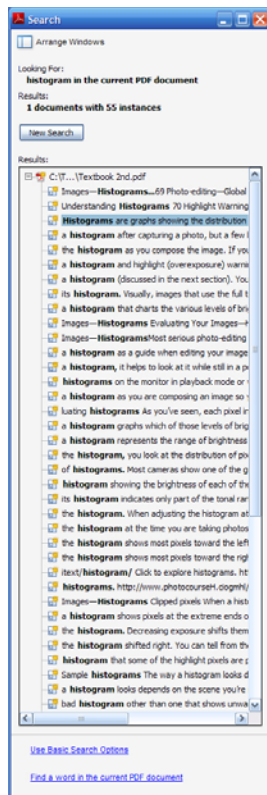 Search
Arrange Windows
Looking For:
histogram in the current PDF document
Results:
1 documents with 55 instances
New Search
Results:
C:\T...\Textbook 2nd.pdf
Images—Histograms...69 Photo-editing—Global
Understanding Histograms 70 Highlight Warning
Histograms are graphs showing the distribution
a histogram after capturing a photo, but a few
the histogram as you compose the image. If you
a histogram and highlight (overexposure) warn
a histogram (discussed in the next section). You
its histogram. Visually, images that use the full t
a histogram that charts the various levels of bri
Images—Histograms Evaluating Your Images—H
Images—HistogramsMost serious photo-editing
a histogram as a guide when editing your image
a histogram, it helps to look at it while still in a p
histograms on the monitor in playback mode or
a histogram as you are composing an image so
luating histograms As you've seen, each pixel in
a histogram graphs which of those levels of brig
a histogram represents the range of brightness
the histogram, you look at the distribution of pix
of histograms. Most cameras show one of the g
histogram showing the brightness of each of the
its histogram indicates only part of the tonal ran
the histogram. When adjusting the histogram at
the histogram at the time you are taking photos
the histogram shows most pixels toward the left
the histogram shows most pixels toward the righ
itext/histogram/ Click to explore histograms. htt
histograms. http://www.photocourseH.diogmhl/
Images—Histograms Clipped pixels When a histo
a histogram shows pixels at the extreme ends o
the histogram. Decreasing exposure shifts them
the histogram shifted right. You can tell from the
histogram that some of the highlight pixels are p
Sample histograms The way a histogram looks d
a histogram looks depends on the scene you're
bad histogram other than one that shows unwa
Use Basic Search Options
Find a word in the current PDF document